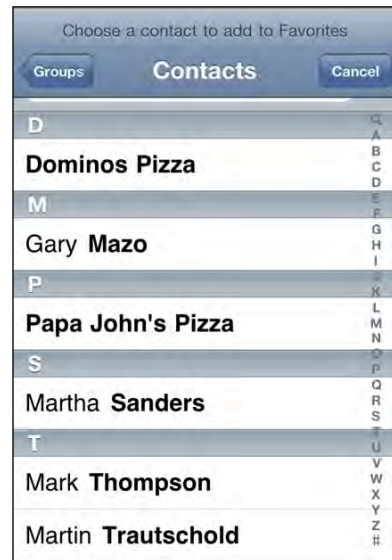 Choose a contact to add to Favorites
Groups Contacts Cancel
D
Dominos Pizza
M
Gary Mazo
P
Papa John's Pizza
S
Martha Sanders
T
Mark Thompson
Martin Trautschold
A
B
C
D
E
F
G
H
I
K
L
M
N
O
P
Q
R
S
T
U
V
W
X
Y
Z
#